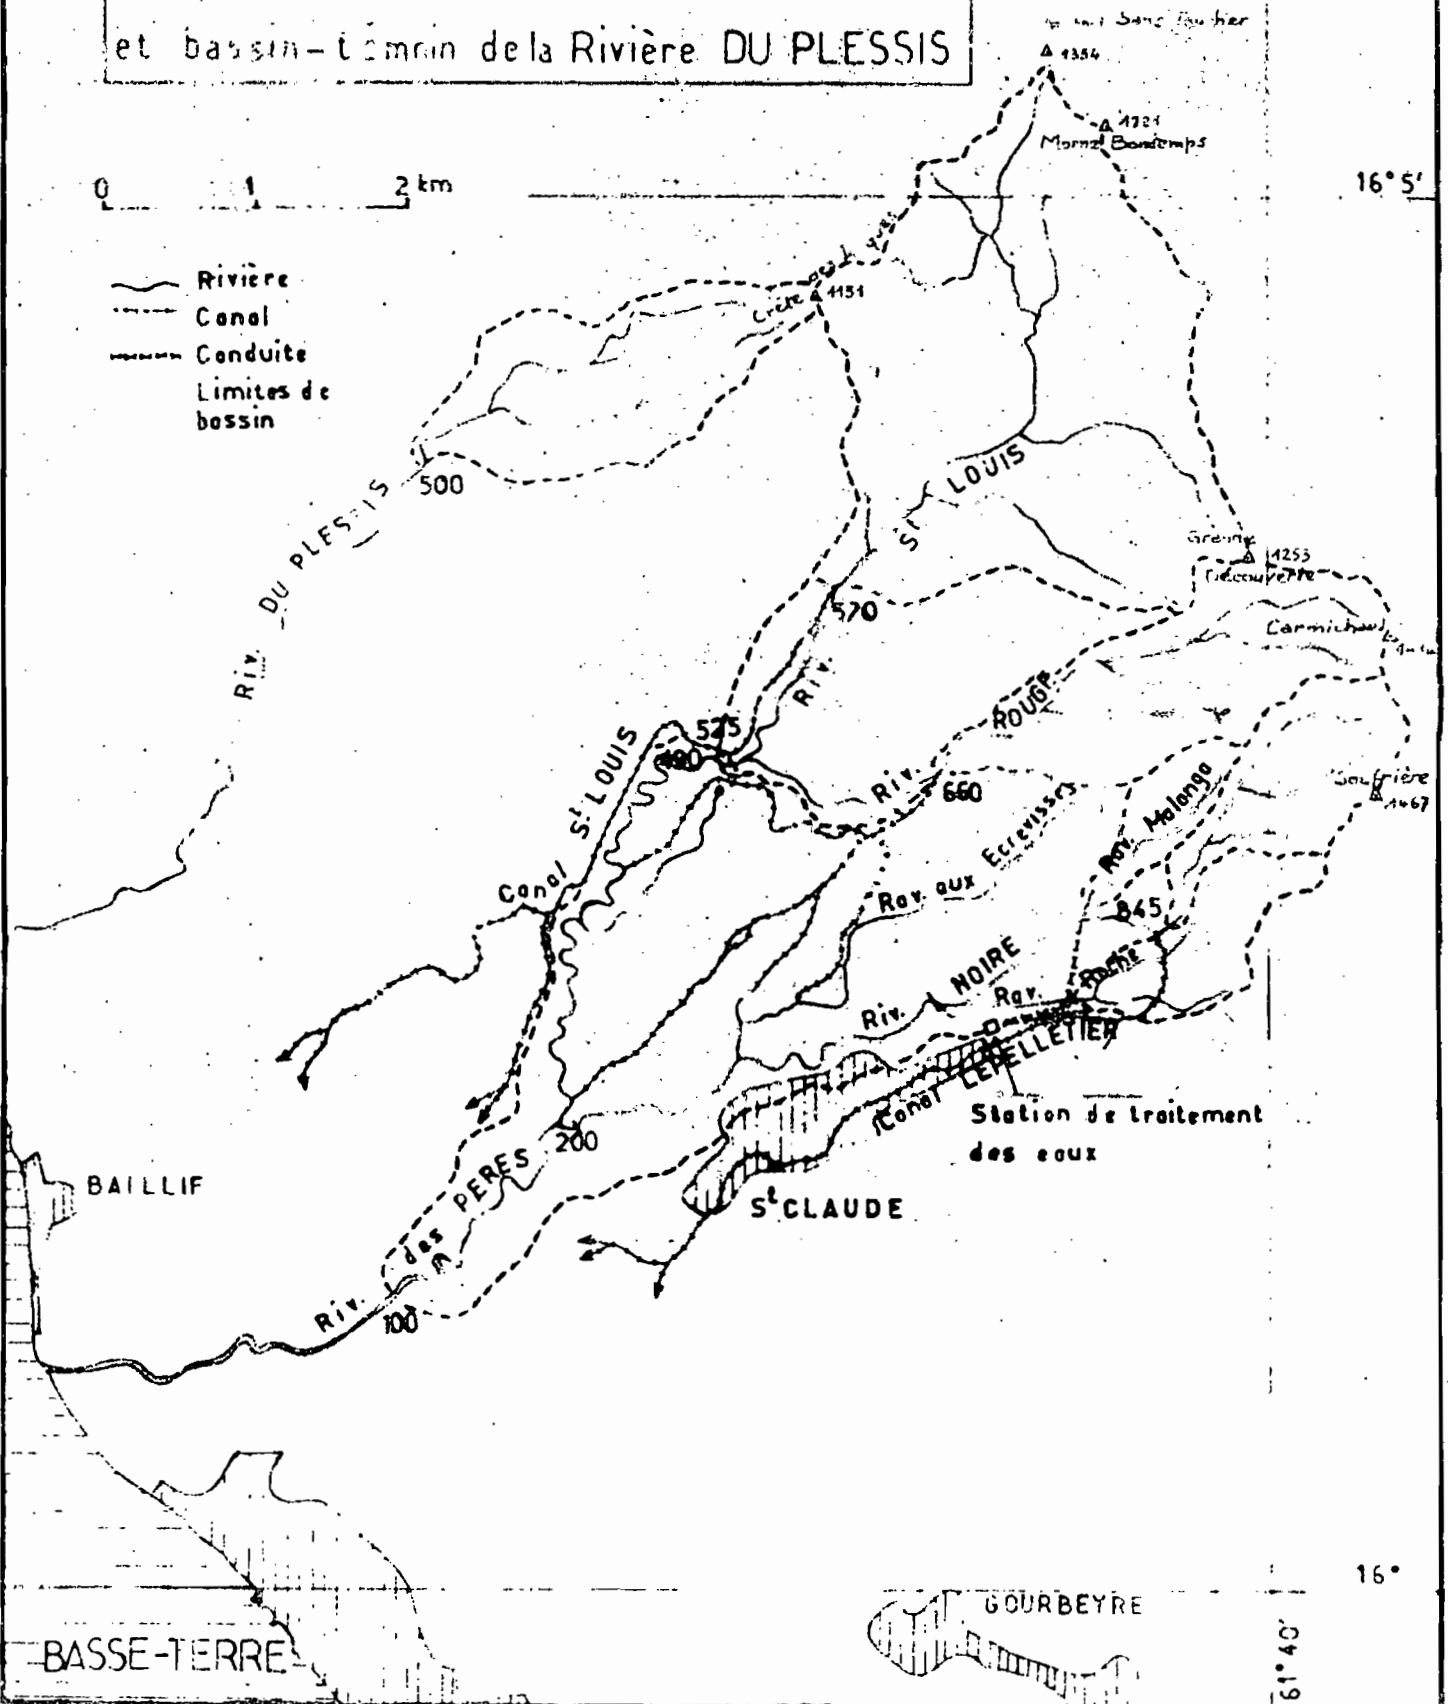 et bassin-témoin de la Rivière DU PLESSIS
1354
Morne Bontemps
0 1 2 km
16° 5'
Rivière
Canal
Conduite
Limites de
bassin
Crête
1151
500
Riv. DU PLESSIS
St LOUIS
1253
Découverte
Carmichael
570
Riv.
ROUGE
525
490
Canal St LOUIS
Riv.
660
Rav. aux Ecrevisses
Rav. Malanga
Soufrière
1467
845
Riv. NOIRE
Rav. Roche
Canal LEPELLETIER
Station de traitement
des eaux
200
BAILLIF
St CLAUDE
Riv. des PERES
100
16°
GOURBEYRE
BASSE-TERRE
61° 40'